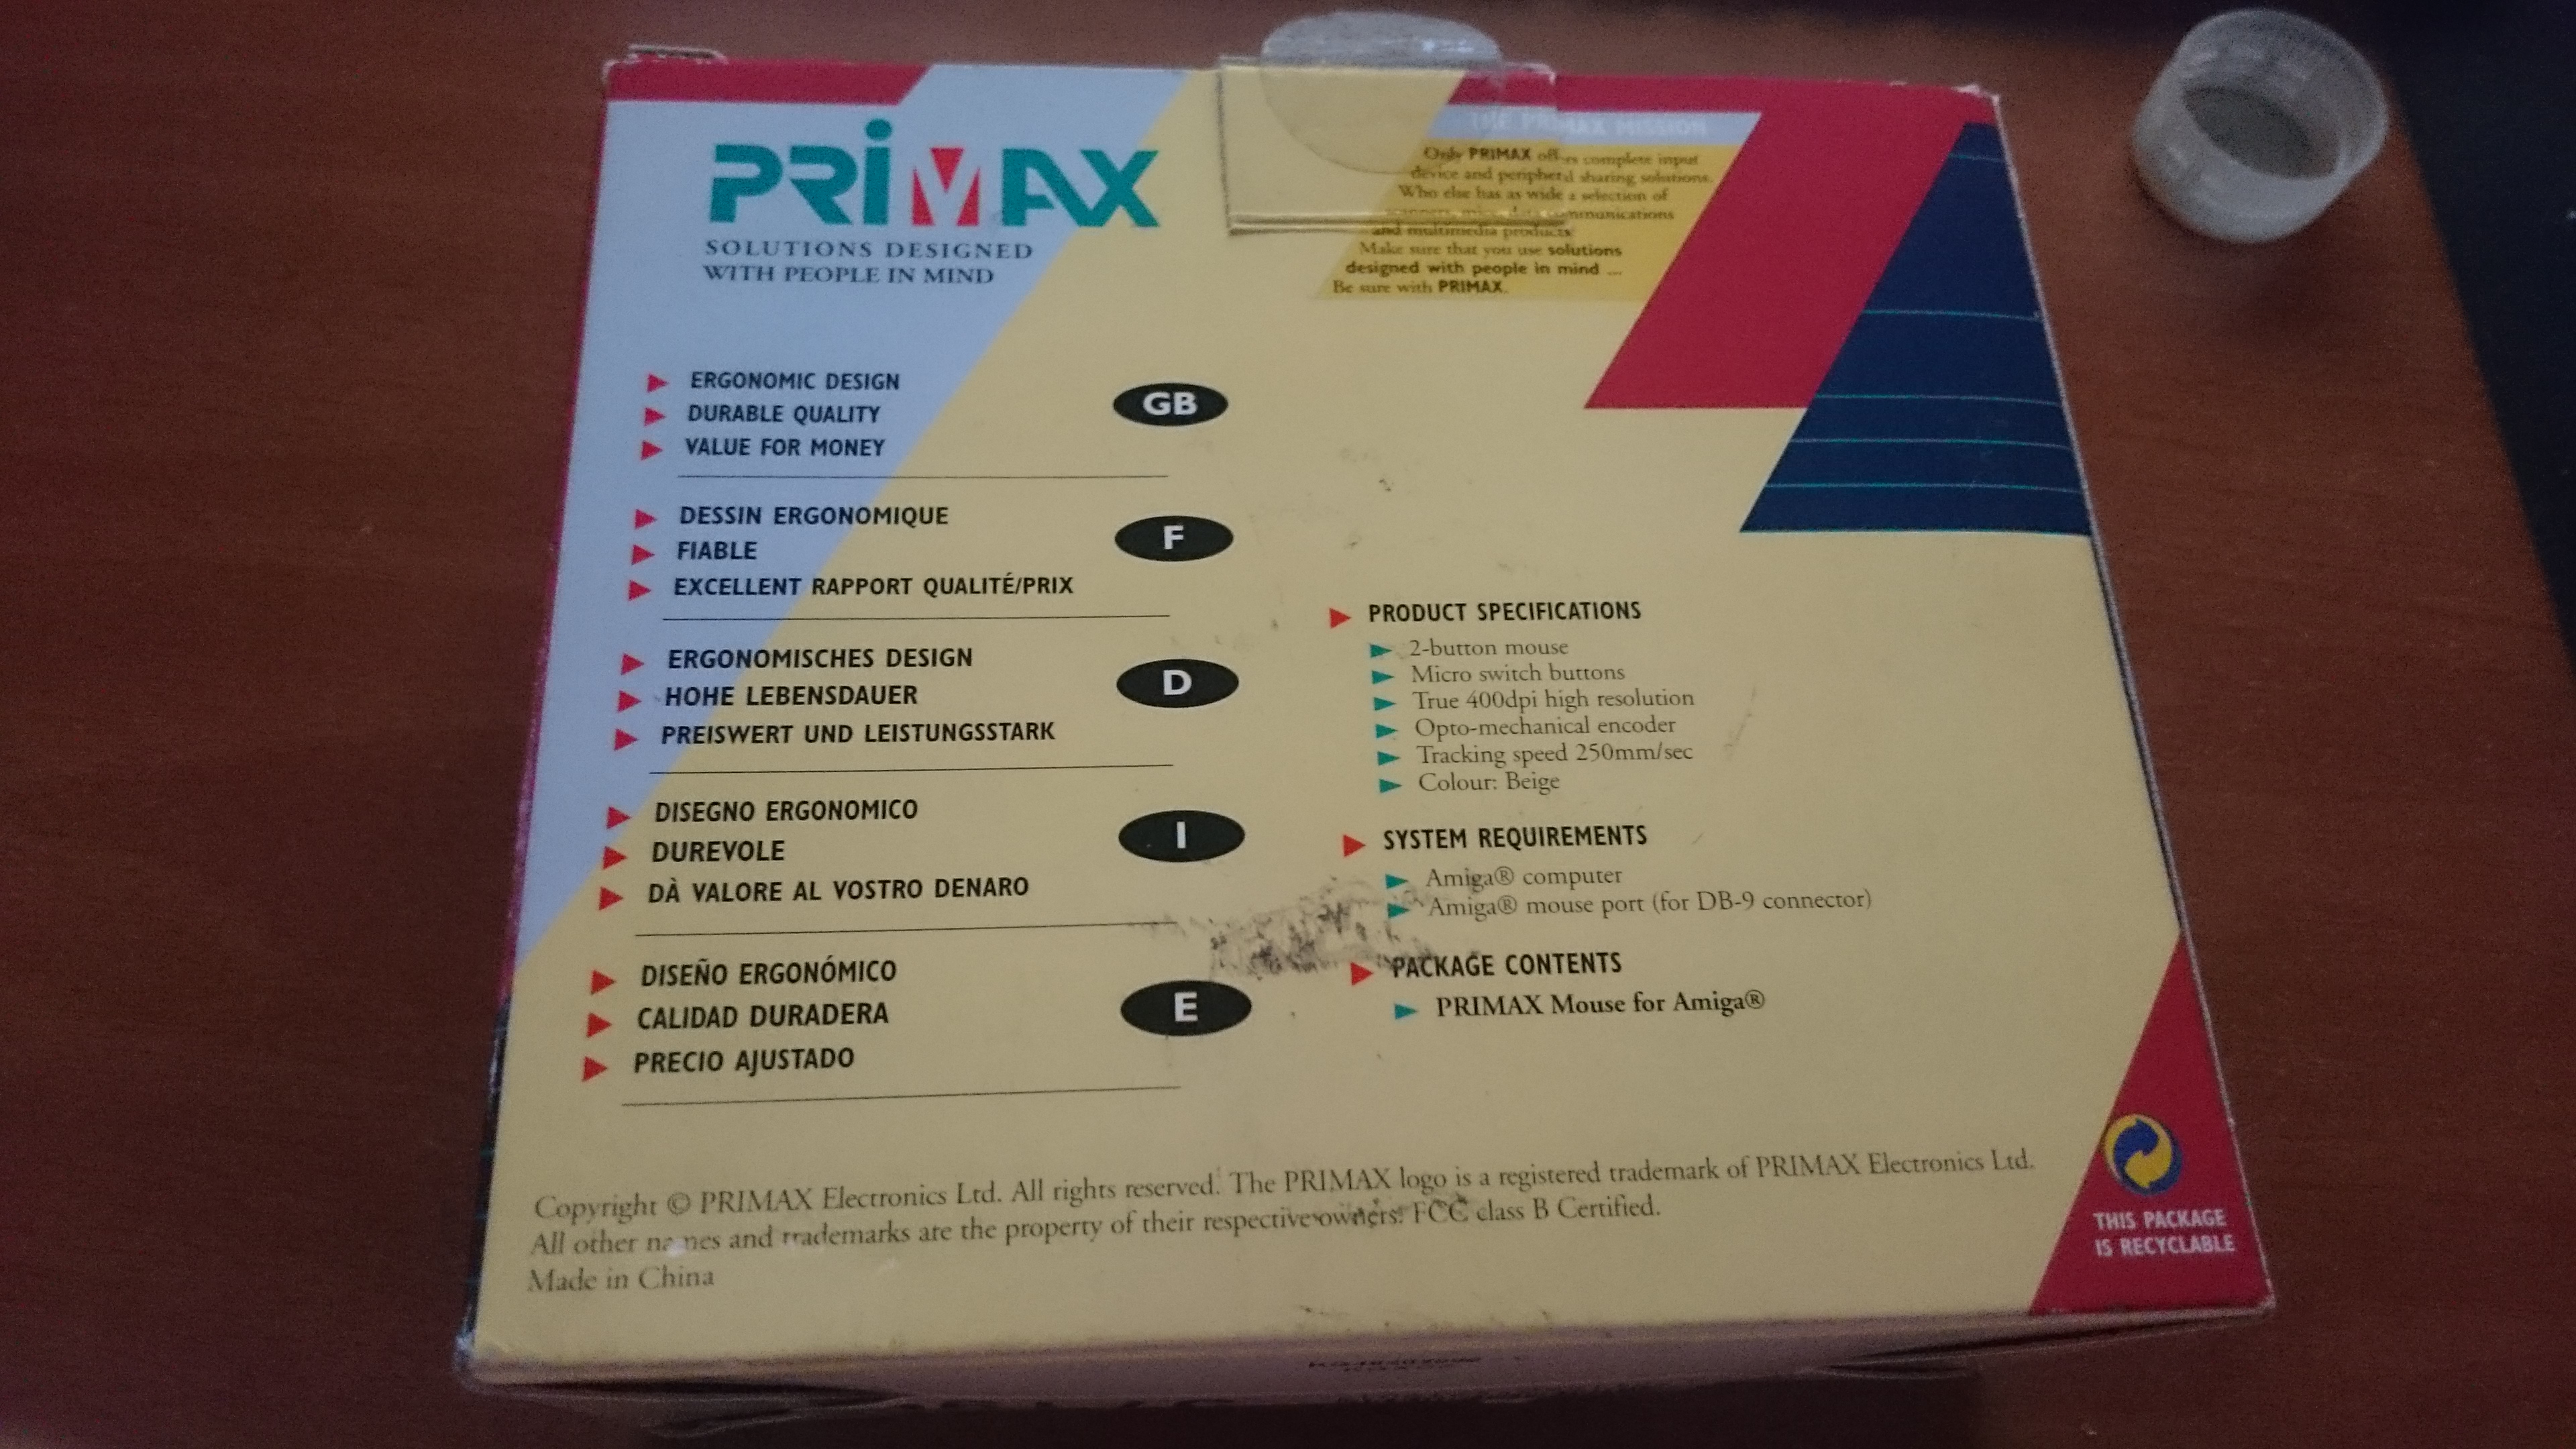 PRiMAX
SOLUTIONS DESIGNED
WITH PEOPLE IN MIND
THE PRIMAX MISSION
Only PRIMAX offers complete input
device and peripheral sharing solutions.
Who else has as wide a selection of
mice, data communications
and multimedia products?
Make sure that you use solutions
designed with people in mind ...
Be sure with PRIMAX.
ERGONOMIC DESIGN
DURABLE QUALITY
VALUE FOR MONEY
GB
DESSIN ERGONOMIQUE
FIABLE
EXCELLENT RAPPORT QUALITÉ/PRIX
F
ERGONOMISCHES DESIGN
HOHE LEBENSDAUER
PREISWERT UND LEISTUNGSSTARK
D
DISEGNO ERGONOMICO
DUREVOLE
DÀ VALORE AL VOSTRO DENARO
I
DISEÑO ERGONÓMICO
CALIDAD DURADERA
PRECIO AJUSTADO
E
PRODUCT SPECIFICATIONS
2-button mouse
Micro switch buttons
True 400dpi high resolution
Opto-mechanical encoder
Tracking speed 250mm/sec
Colour: Beige
SYSTEM REQUIREMENTS
Amiga® computer
Amiga® mouse port (for DB-9 connector)
PACKAGE CONTENTS
PRIMAX Mouse for Amiga®
Copyright © PRIMAX Electronics Ltd. All rights reserved. The PRIMAX logo is a registered trademark of PRIMAX Electronics Ltd.
All other names and trademarks are the property of their respective owners. FCC class B Certified.
Made in China
THIS PACKAGE
IS RECYCLABLE